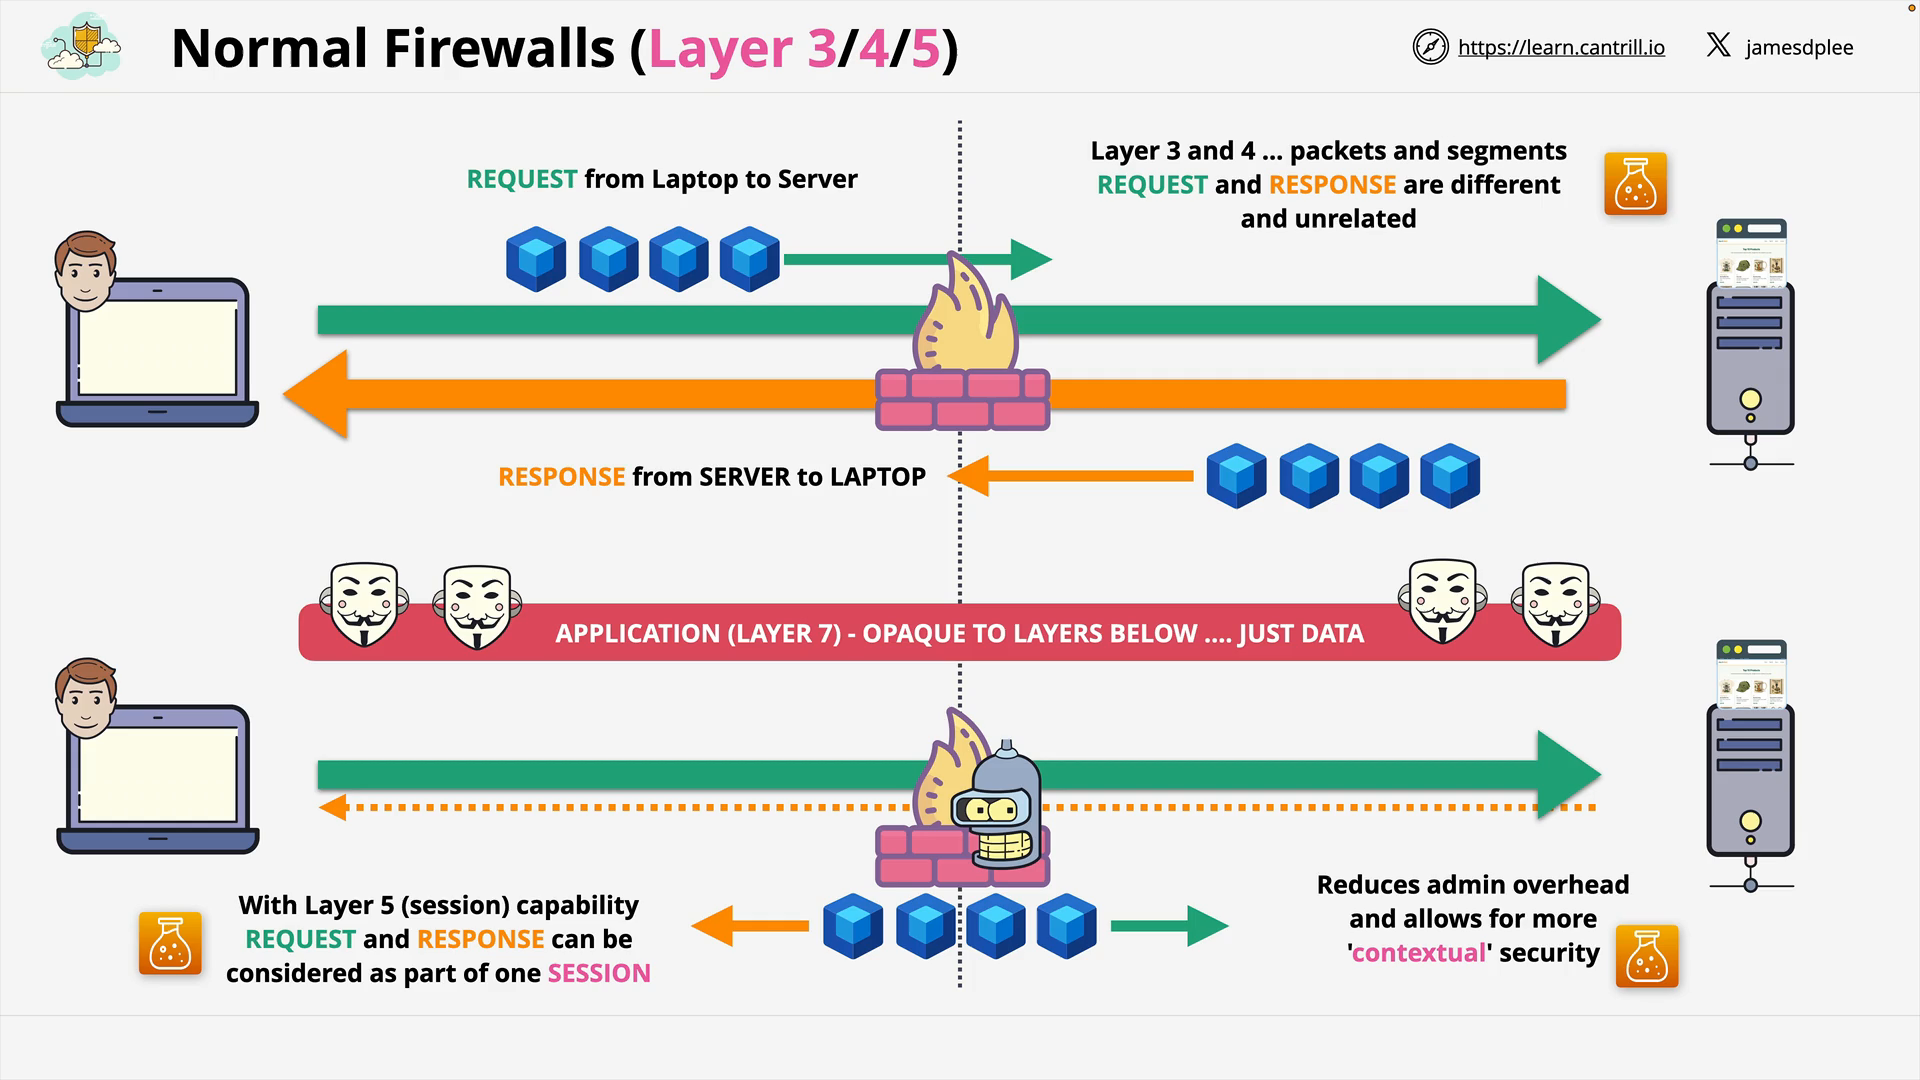 Normal Firewalls (Layer 3/4/5)
https://learn.cantrill.io
jamesdplee
REQUEST from Laptop to Server
Layer 3 and 4 ... packets and segments
REQUEST and RESPONSE are different
and unrelated
RESPONSE from SERVER to LAPTOP
APPLICATION (LAYER 7) - OPAQUE TO LAYERS BELOW .... JUST DATA
With Layer 5 (session) capability
REQUEST and RESPONSE can be
considered as part of one SESSION
Reduces admin overhead
and allows for more
'contextual' security